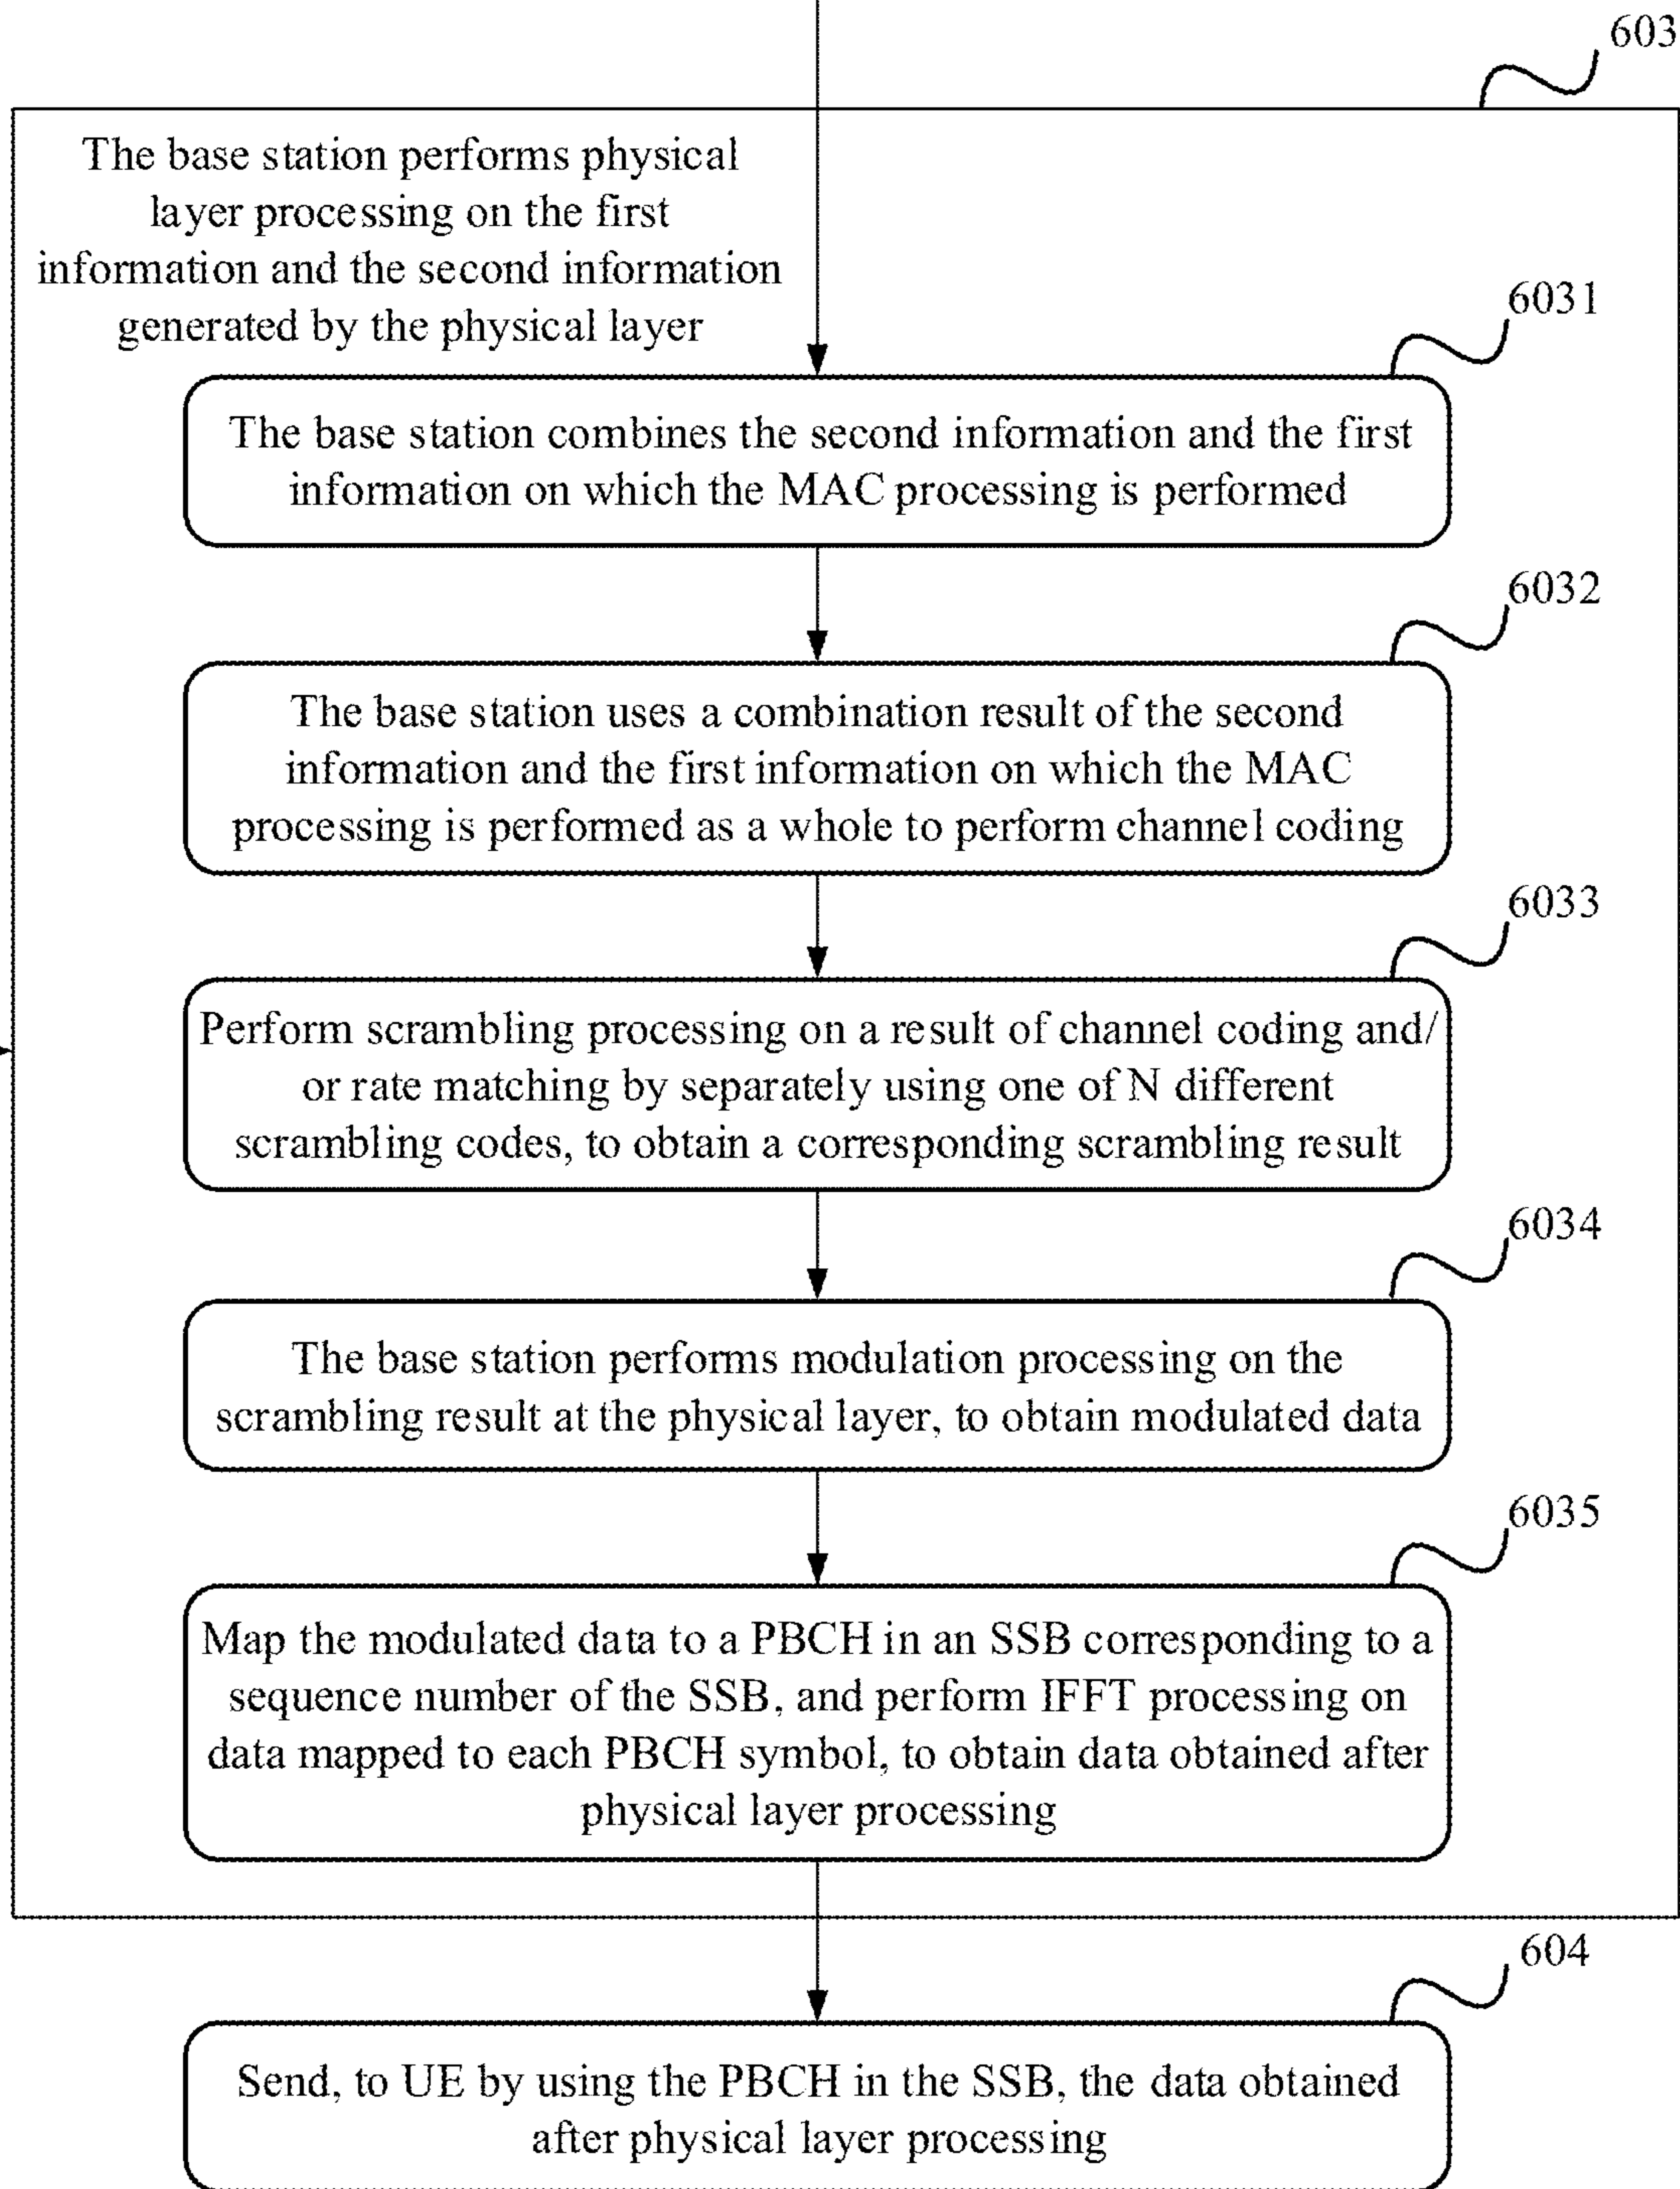 603
The base station performs physical
layer processing on the first
information and the second information
generated by the physical layer
6031
The base station combines the second information and the first
information on which the MAC processing is performed
6032
The base station uses a combination result of the second
information and the first information on which the MAC
processing is performed as a whole to perform channel coding
6033
Perform scrambling processing on a result of channel coding and/
or rate matching by separately using one of N different
scrambling codes, to obtain a corresponding scrambling result
6034
The base station performs modulation processing on the
scrambling result at the physical layer, to obtain modulated data
6035
Map the modulated data to a PBCH in an SSB corresponding to a
sequence number of the SSB, and perform IFFT processing on
data mapped to each PBCH symbol, to obtain data obtained after
physical layer processing
604
Send, to UE by using the PBCH in the SSB, the data obtained
after physical layer processing